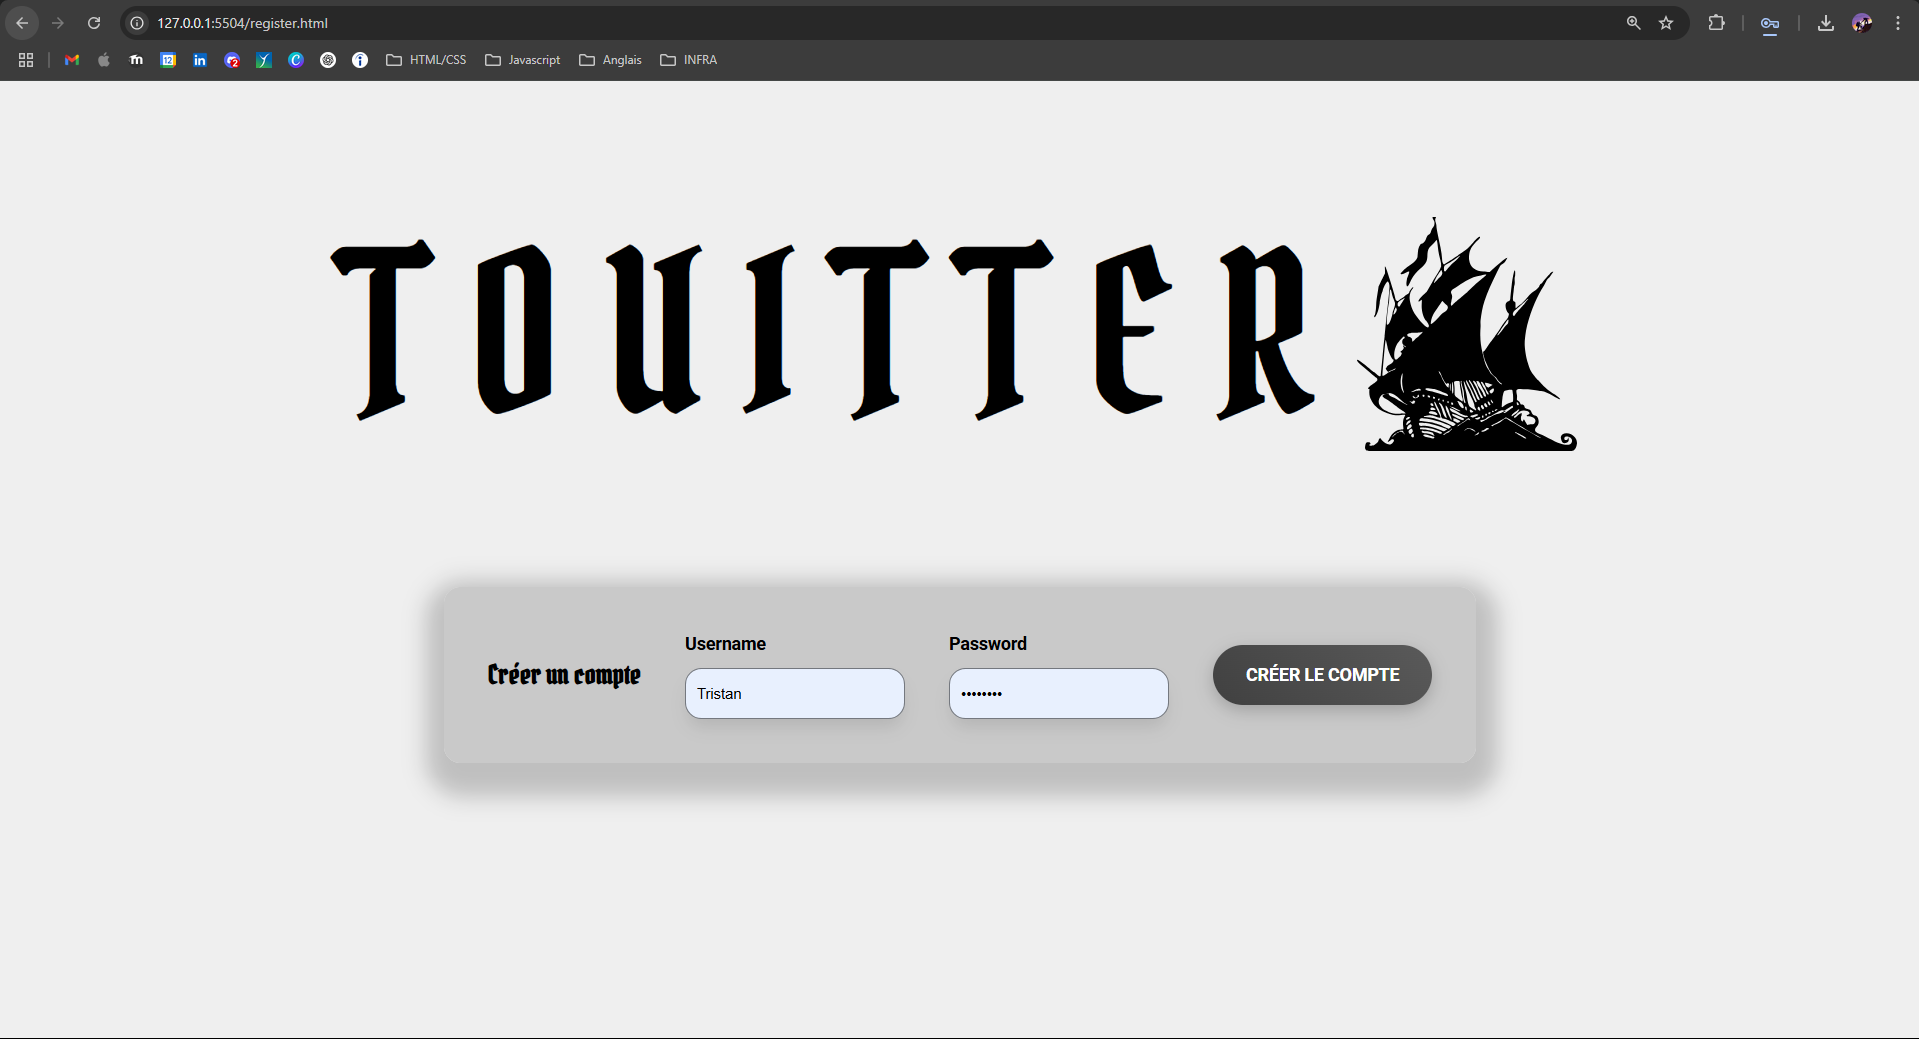 127.0.0.1:5504/register.html
HTML/CSS
Javascript
Anglais
INFRA
TOUITTER
Créer un compte
Username
Tristan
Password
••••••••
CRÉER LE COMPTE